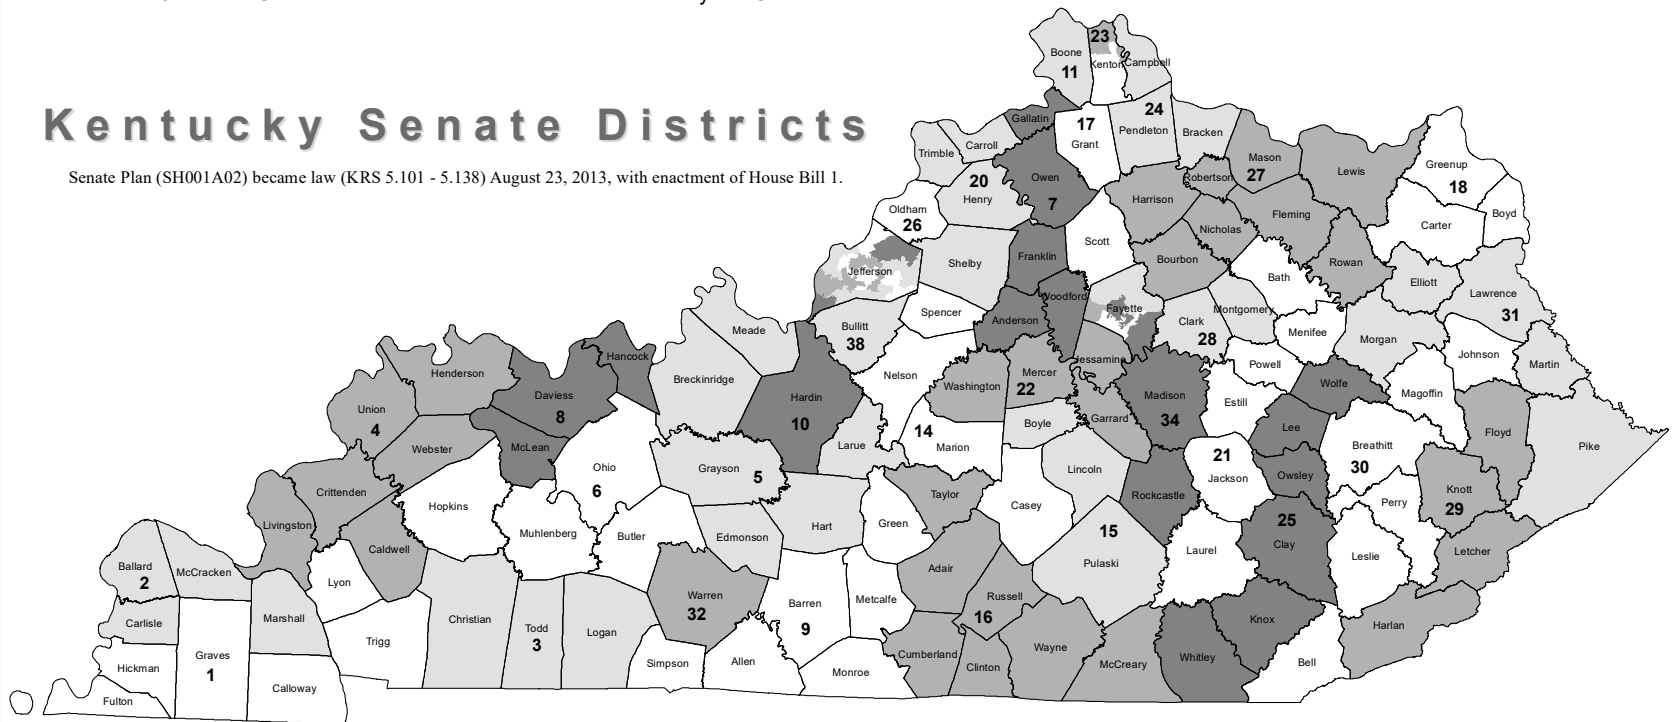 Kentucky Senate Districts
Senate Plan (SH001A02) became law (KRS 5.101 - 5.138) August 23, 2013, with enactment of House Bill 1.
23
Boone
11
Kenton
Campbell
Gallatin
17
Grant
24
Pendleton
Bracken
Trimble
Carroll
Mason
27
Lewis
Greenup
18
20
Henry
Owen
7
Robertson
Harrison
Fleming
Boyd
Carter
Oldham
26
Nicholas
Scott
Jefferson
Shelby
Franklin
Bourbon
Bath
Rowan
Elliott
Lawrence
31
Woodford
Fayette
Montgomery
Spencer
Anderson
Clark
28
Menifee
Morgan
Johnson
Martin
Meade
Bullitt
38
Jessamine
Powell
Hancock
Henderson
Breckinridge
Nelson
Washington
Mercer
22
Wolfe
Magoffin
Daviess
8
Hardin
10
Madison
34
Estill
Union
4
Garrard
Boyle
Lee
Floyd
Pike
Webster
McLean
Larue
14
Marion
Breathitt
30
Ohio
6
Grayson
5
Lincoln
21
Jackson
Owsley
Crittenden
Hopkins
Taylor
Casey
Rockcastle
Perry
Knott
29
Livingston
Muhlenberg
Butler
Edmonson
Hart
Green
15
Pulaski
25
Clay
Caldwell
Laurel
Leslie
Letcher
Ballard
2
McCracken
Lyon
Adair
Warren
32
Barren
9
Metcalfe
Russell
16
Carlisle
Marshall
Christian
Todd
3
Logan
Knox
Harlan
Trigg
Wayne
Graves
1
Hickman
Simpson
Allen
Monroe
Cumberland
Clinton
McCreary
Whitley
Bell
Calloway
Fulton